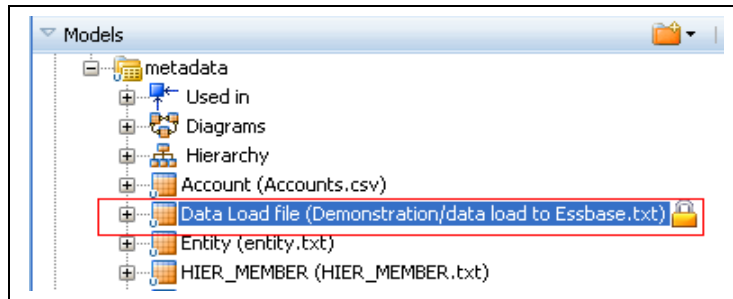 Models
metadata
Used in
Diagrams
Hierarchy
Account (Accounts.csv)
Data Load file (Demonstration/data load to Essbase.txt)
Entity (entity.txt)
HIER_MEMBER (HIER_MEMBER.txt)